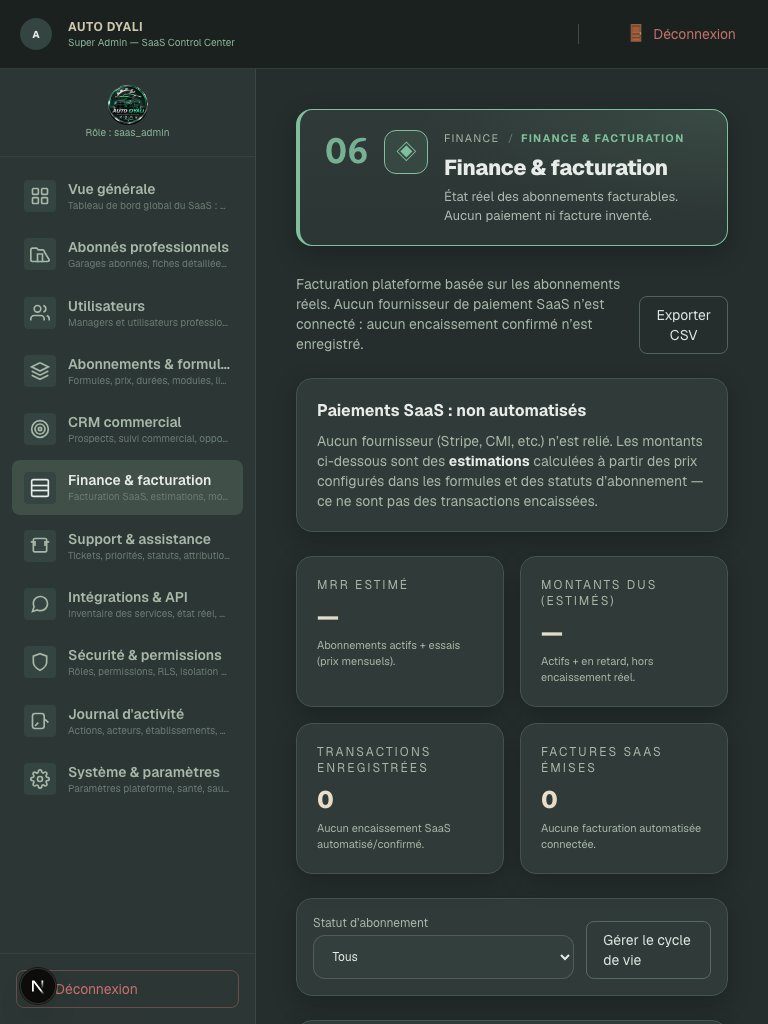 A
AUTO DYALI
Super Admin — SaaS Control Center
Déconnexion
AUTO DYALI
Rôle : saas_admin
Vue générale
Tableau de bord global du SaaS : ...
Abonnés professionnels
Garages abonnés, fiches détaillée...
Utilisateurs
Managers et utilisateurs professio...
Abonnements & formul...
Formules, prix, durées, modules, li...
CRM commercial
Prospects, suivi commercial, oppo...
Finance & facturation
Facturation SaaS, estimations, mo...
Support & assistance
Tickets, priorités, statuts, attributio...
Intégrations & API
Inventaire des services, état réel, ...
Sécurité & permissions
Rôles, permissions, RLS, isolation ...
Journal d'activité
Actions, acteurs, établissements, ...
Système & paramètres
Paramètres plateforme, santé, sau...
N
Déconnexion
06
FINANCE / FINANCE & FACTURATION
Finance & facturation
État réel des abonnements facturables.
Aucun paiement ni facture inventé.
Facturation plateforme basée sur les abonnements
réels. Aucun fournisseur de paiement SaaS n’est
connecté : aucun encaissement confirmé n’est
enregistré.
Exporter
CSV
Paiements SaaS : non automatisés
Aucun fournisseur (Stripe, CMI, etc.) n’est relié. Les montants
ci-dessous sont des estimations calculées à partir des prix
configurés dans les formules et des statuts d’abonnement —
ce ne sont pas des transactions encaissées.
MRR ESTIMÉ
—
Abonnements actifs + essais
(prix mensuels).
MONTANTS DUS
(ESTIMÉS)
—
Actifs + en retard, hors
encaissement réel.
TRANSACTIONS
ENREGISTRÉES
0
Aucun encaissement SaaS
automatisé/confirmé.
FACTURES SAAS
ÉMISES
0
Aucune facturation automatisée
connectée.
Statut d’abonnement
Tous
Gérer le cycle
de vie